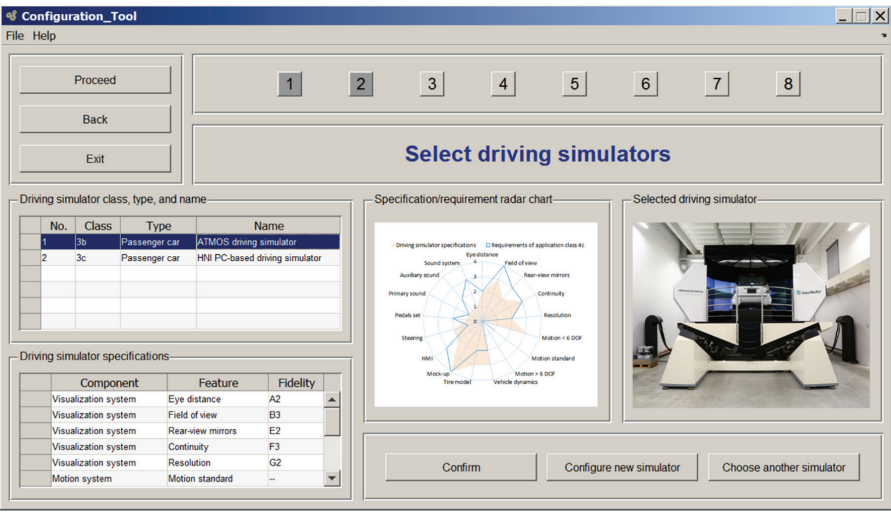 Configuration_Tool
File Help
Proceed
Back
Exit
1 2 3 4 5 6 7 8
Select driving simulators
Driving simulator class, type, and name
No. Class Type Name
1 3b Passenger car ATMOS driving simulator
2 3c Passenger car HNI PC-based driving simulator
Driving simulator specifications
Component Feature Fidelity
Visualization system Eye distance A2
Visualization system Field of view B3
Visualization system Rear-view mirrors E2
Visualization system Continuity F3
Visualization system Resolution G2
Motion system Motion standard --
Specification/requirement radar chart
Driving simulator specifications Requirements of application class 4c
Eye distance
Sound system 4 Field of view
Auxiliary sound 3 Rear-view mirrors
Primary sound 2 Continuity
1
Pedals set 0 Resolution
Steering Motion < 6 DOF
HMI Motion standard
Mock-up Motion > 6 DOF
Tire model Vehicle dynamics
Selected driving simulator
Confirm
Configure new simulator
Choose another simulator